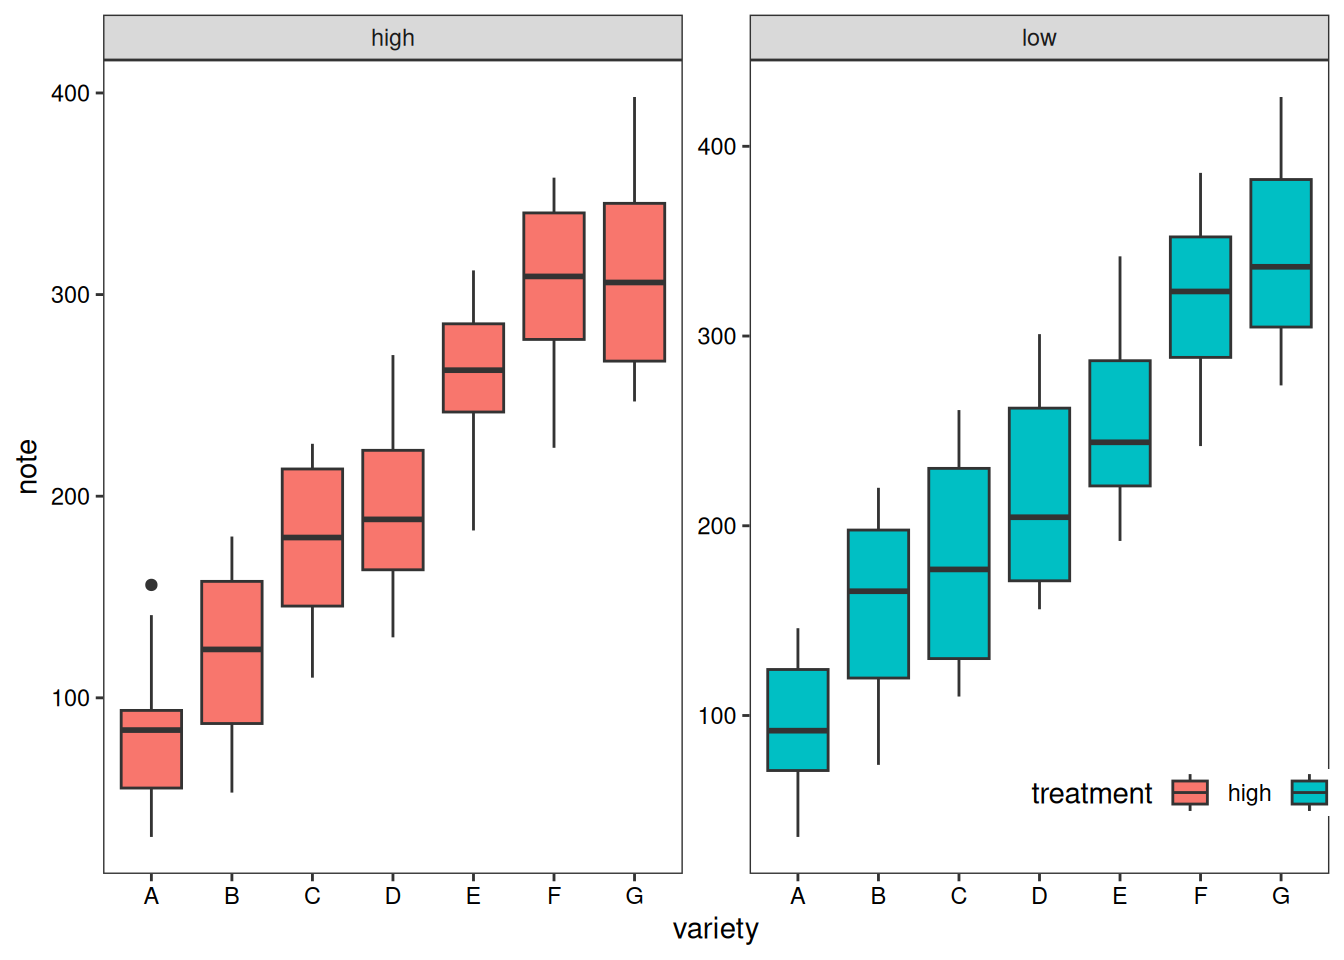 high
low
note
400
300
200
100
400
300
200
100
treatment high
A B C D E F G
A B C D E F G
variety